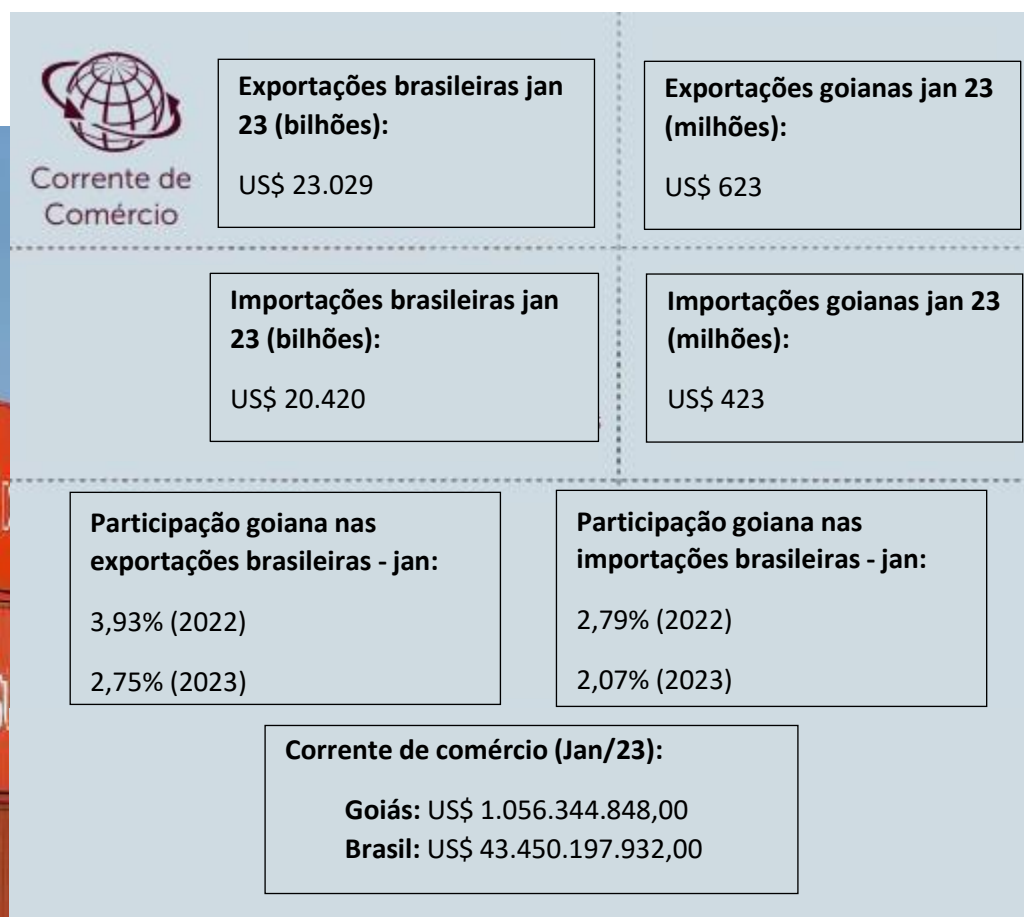 Corrente de
Comércio
Exportações brasileiras jan
23 (bilhões):
US$ 23.029
Exportações goianas jan 23
(milhões):
US$ 623
Importações brasileiras jan
23 (bilhões):
US$ 20.420
Importações goianas jan 23
(milhões):
US$ 423
Participação goiana nas
exportações brasileiras - jan:
3,93% (2022)
2,75% (2023)
Participação goiana nas
importações brasileiras - jan:
2,79% (2022)
2,07% (2023)
Corrente de comércio (Jan/23):
Goiás: US$ 1.056.344.848,00
Brasil: US$ 43.450.197.932,00